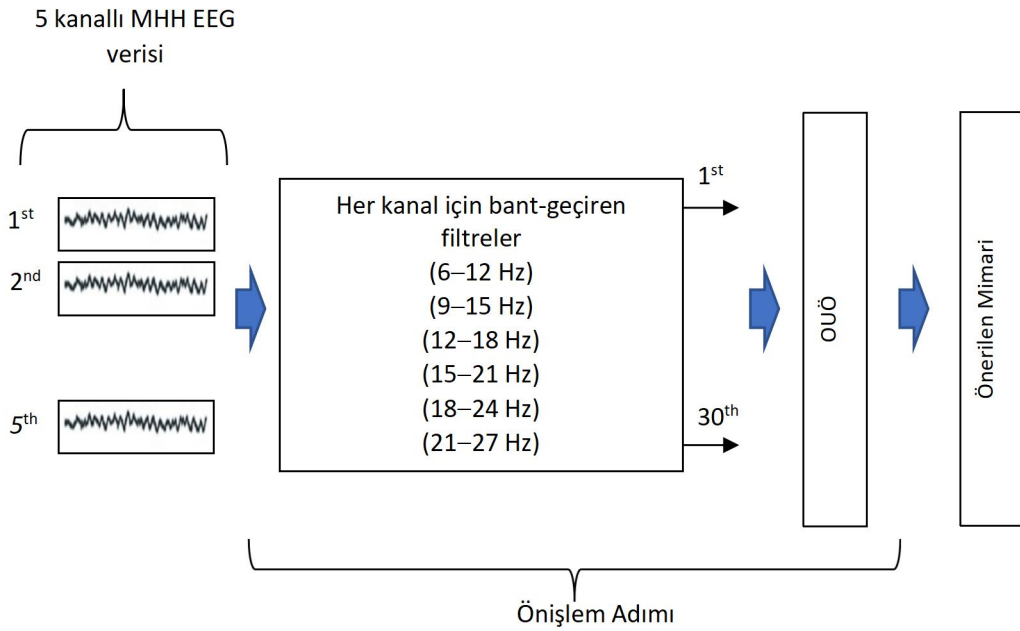 5 kanallı MHH EEG
verisi
1st
2nd
5th
Her kanal için bant-geçiren
filtreler
(6–12 Hz)
(9–15 Hz)
(12–18 Hz)
(15–21 Hz)
(18–24 Hz)
(21–27 Hz)
1st
30th
OUÖ
Önerilen Mimari
Önişlem Adımı